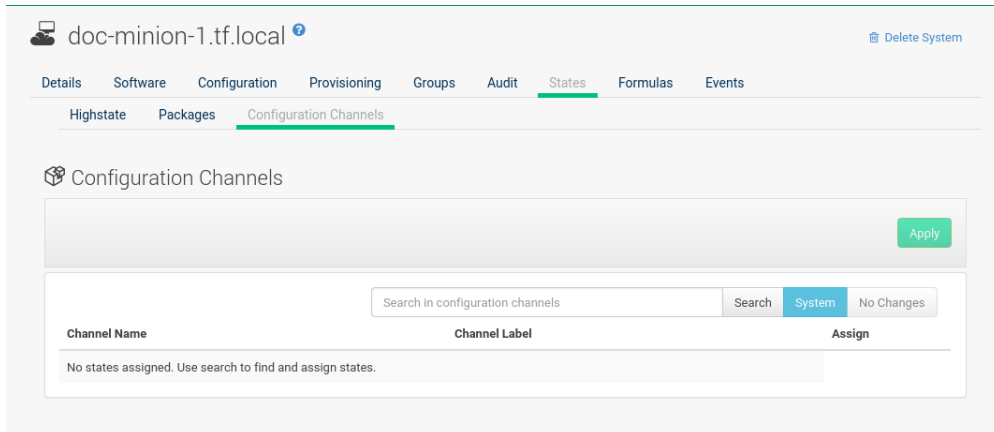 doc-minion-1.tf.local ?
Delete System
Details Software Configuration Provisioning Groups Audit States Formulas Events
Highstate Packages Configuration Channels
Configuration Channels
Apply
Search in configuration channels Search System No Changes
Channel Name Channel Label Assign
No states assigned. Use search to find and assign states.